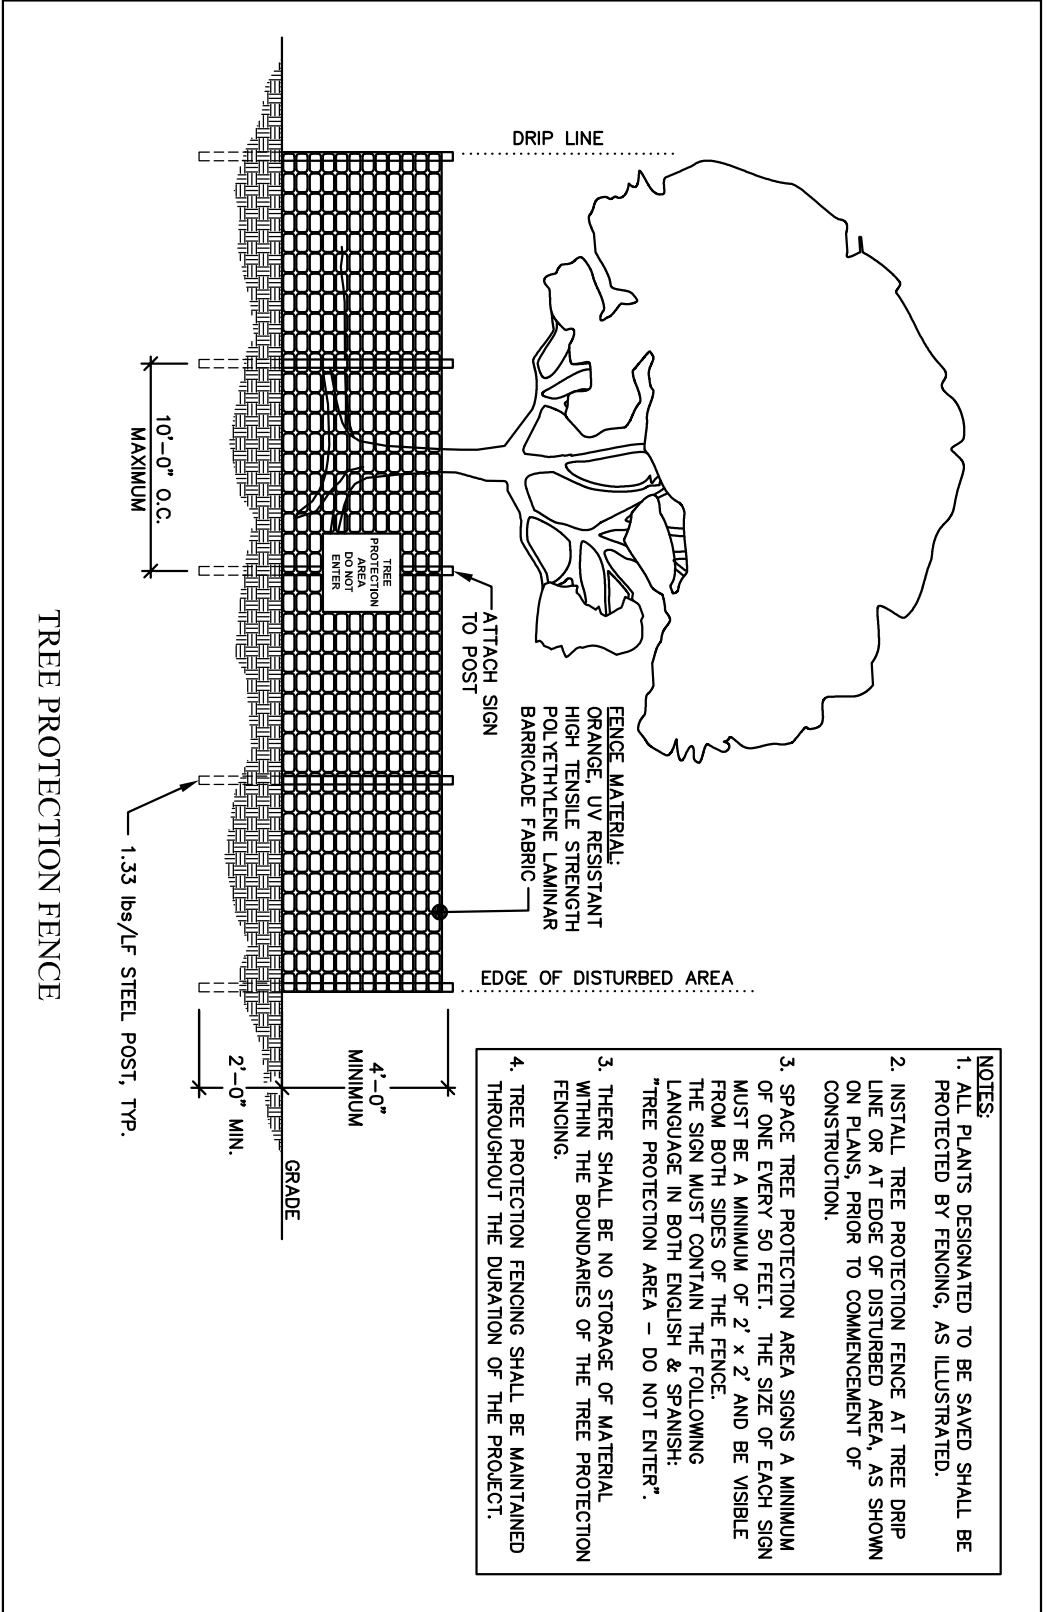 NOTES:
1. ALL PLANTS DESIGNATED TO BE SAVED SHALL BE
PROTECTED BY FENCING, AS ILLUSTRATED.
2. INSTALL TREE PROTECTION FENCE AT TREE DRIP
LINE OR AT EDGE OF DISTURBED AREA, AS SHOWN
ON PLANS, PRIOR TO COMMENCEMENT OF
CONSTRUCTION.
3. SPACE TREE PROTECTION AREA SIGNS A MINIMUM
OF ONE EVERY 50 FEET. THE SIZE OF EACH SIGN
MUST BE A MINIMUM OF 2' x 2' AND BE VISIBLE
FROM BOTH SIDES OF THE FENCE.
THE SIGN MUST CONTAIN THE FOLLOWING
LANGUAGE IN BOTH ENGLISH & SPANISH:
"TREE PROTECTION AREA - DO NOT ENTER".
3. THERE SHALL BE NO STORAGE OF MATERIAL
WITHIN THE BOUNDARIES OF THE TREE PROTECTION
FENCING.
4. TREE PROTECTION FENCING SHALL BE MAINTAINED
THROUGHOUT THE DURATION OF THE PROJECT.
DRIP LINE
FENCE MATERIAL:
ORANGE, UV RESISTANT
HIGH TENSILE STRENGTH
POLYETHYLENE LAMINAR
BARRICADE FABRIC
EDGE OF DISTURBED AREA
ATTACH SIGN
TO POST
TREE
PROTECTION
AREA
DO NOT
ENTER
4'-0"
MINIMUM
GRADE
2'-0" MIN.
10'-0" O.C.
MAXIMUM
1.33 lbs/LF STEEL POST, TYP.
TREE PROTECTION FENCE